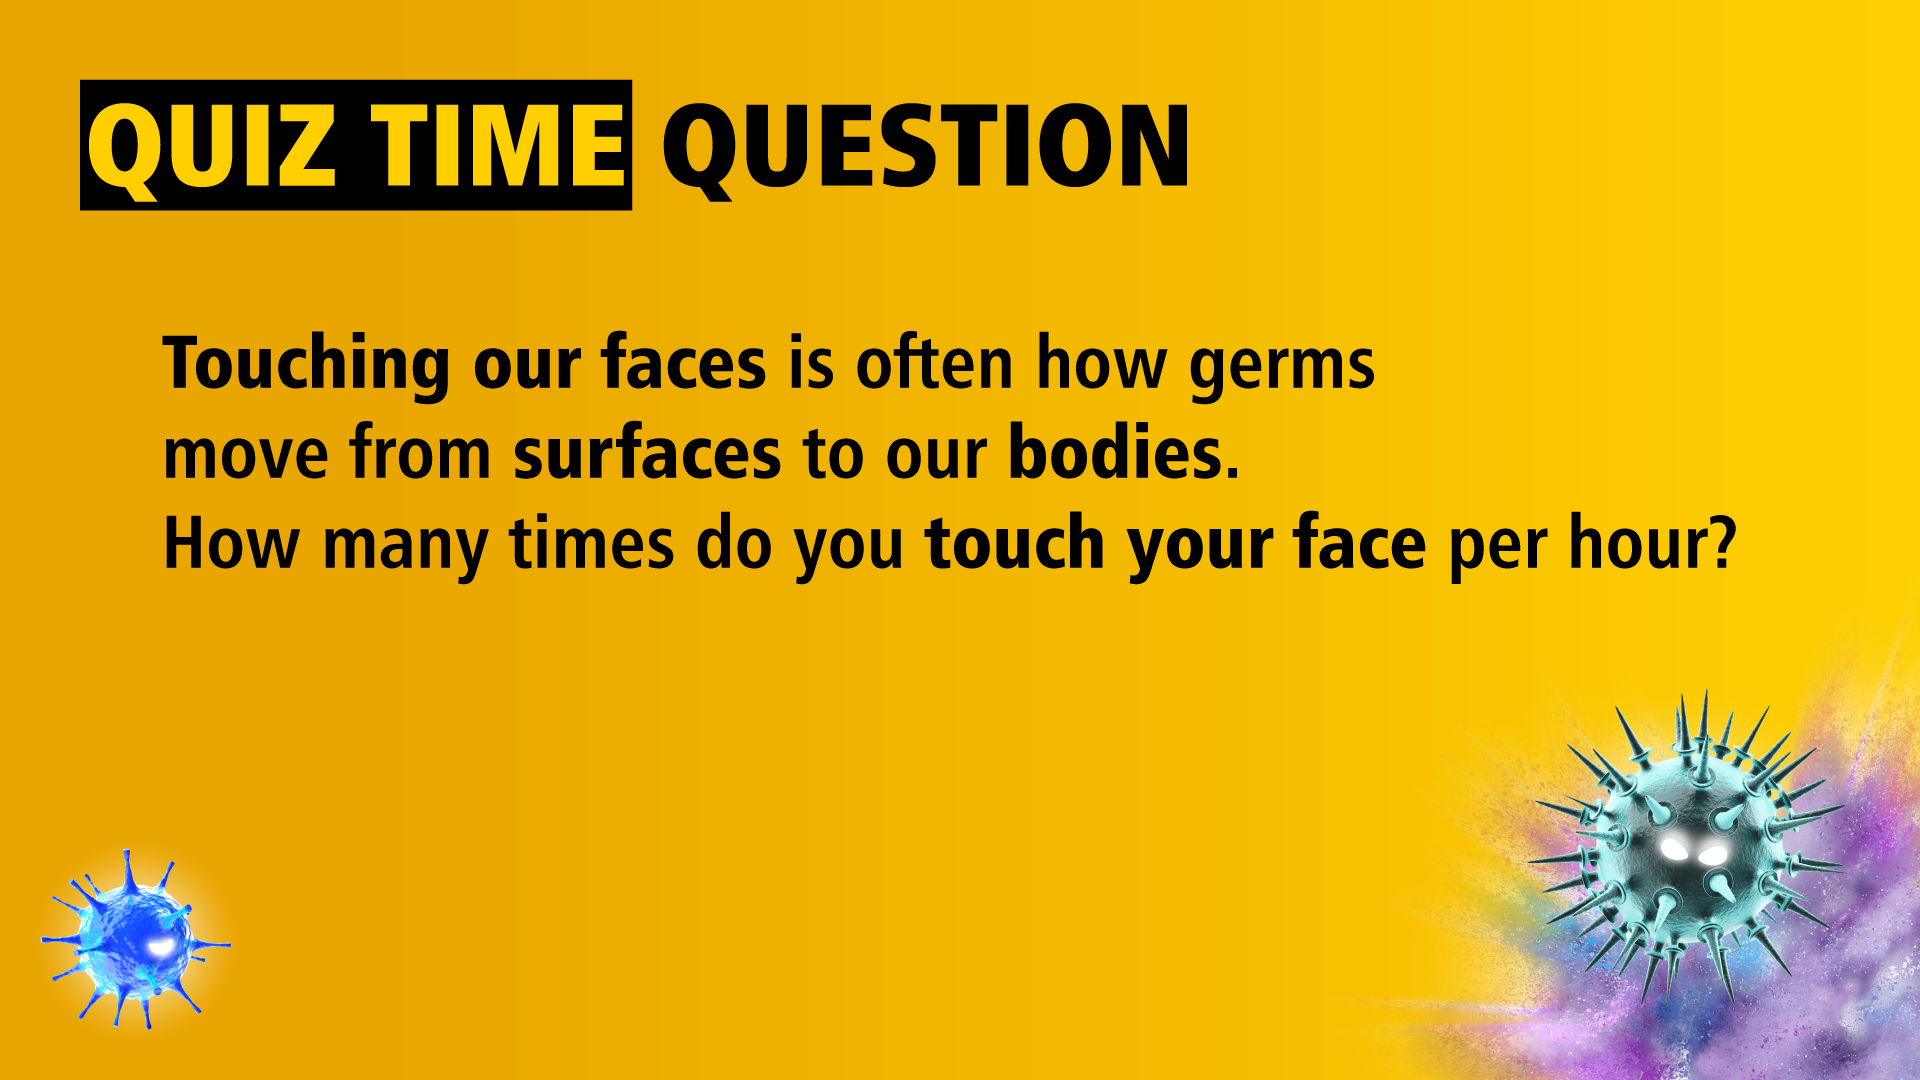 QUIZ TIME QUESTION
Touching our faces is often how germs
move from surfaces to our bodies.
How many times do you touch your face per hour?